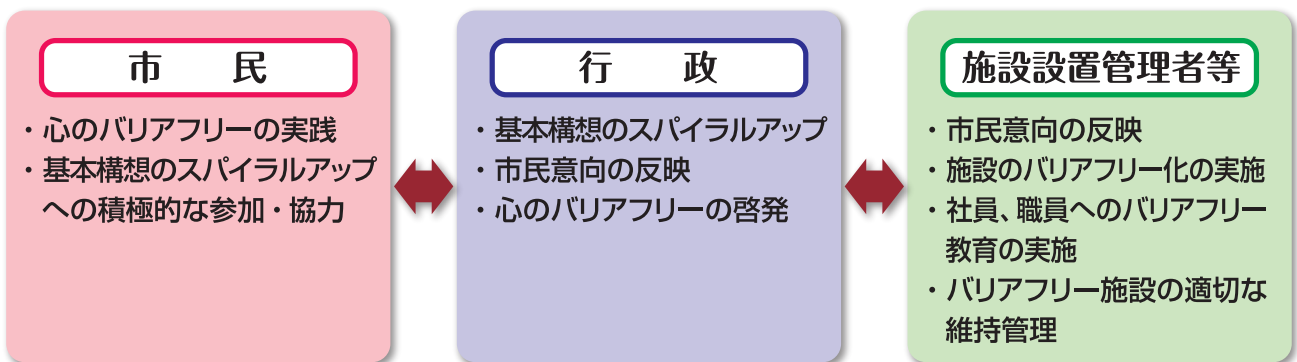 市　民
・心のバリアフリーの実践
・基本構想のスパイラルアップ
への積極的な参加・協力
行　政
・基本構想のスパイラルアップ
・市民意向の反映
・心のバリアフリーの啓発
施設設置管理者等
・市民意向の反映
・施設のバリアフリー化の実施
・社員、職員へのバリアフリー
教育の実施
・バリアフリー施設の適切な
維持管理